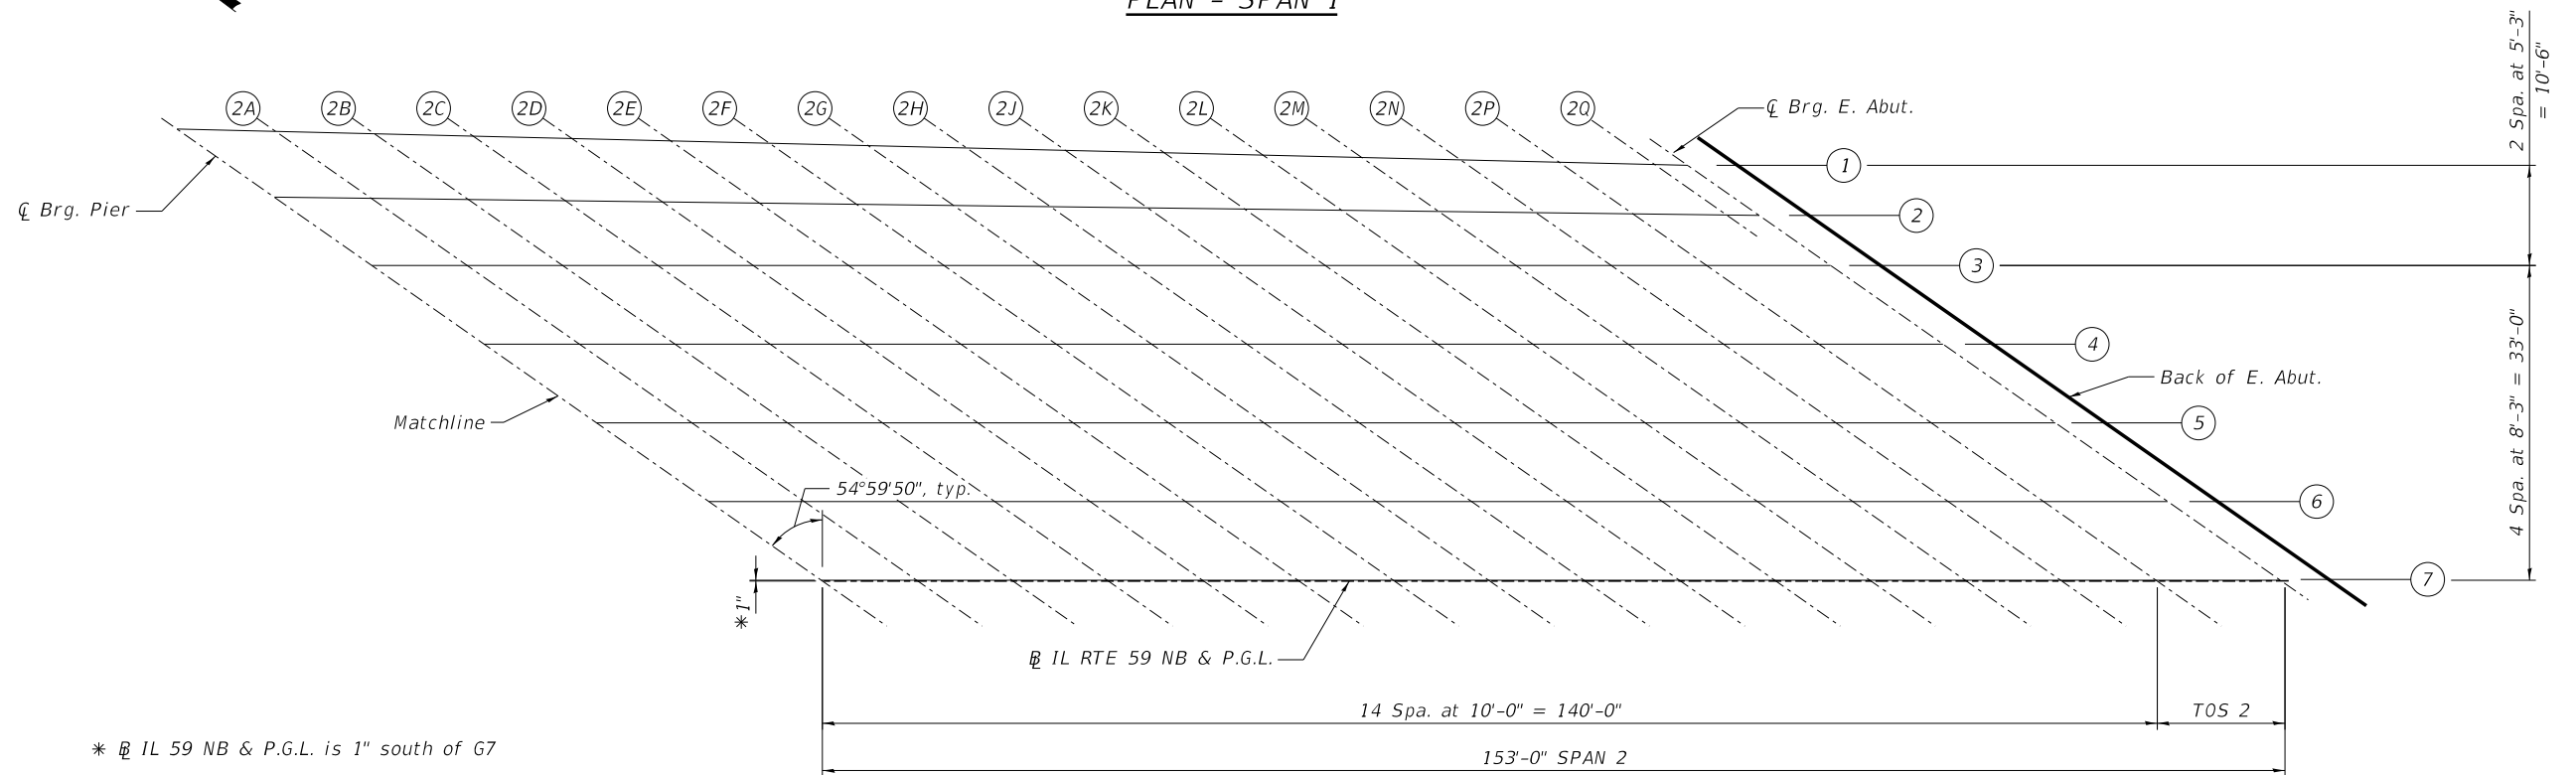 PLAN - SPAN 1
2A 2B 2C 2D 2E 2F 2G 2H 2J 2K 2L 2M 2N 2P 2Q
℄ Brg. E. Abut.
2 Spa. at 5'-3"
= 10'-6"
1
℄ Brg. Pier
2
3
4
4 Spa. at 8'-3" = 33'-0"
Back of E. Abut.
Matchline
5
54°59'50", typ.
6
7
* 1"
ⴲ IL RTE 59 NB & P.G.L.
14 Spa. at 10'-0" = 140'-0"
TOS 2
* ⴲ IL 59 NB & P.G.L. is 1" south of G7
153'-0" SPAN 2